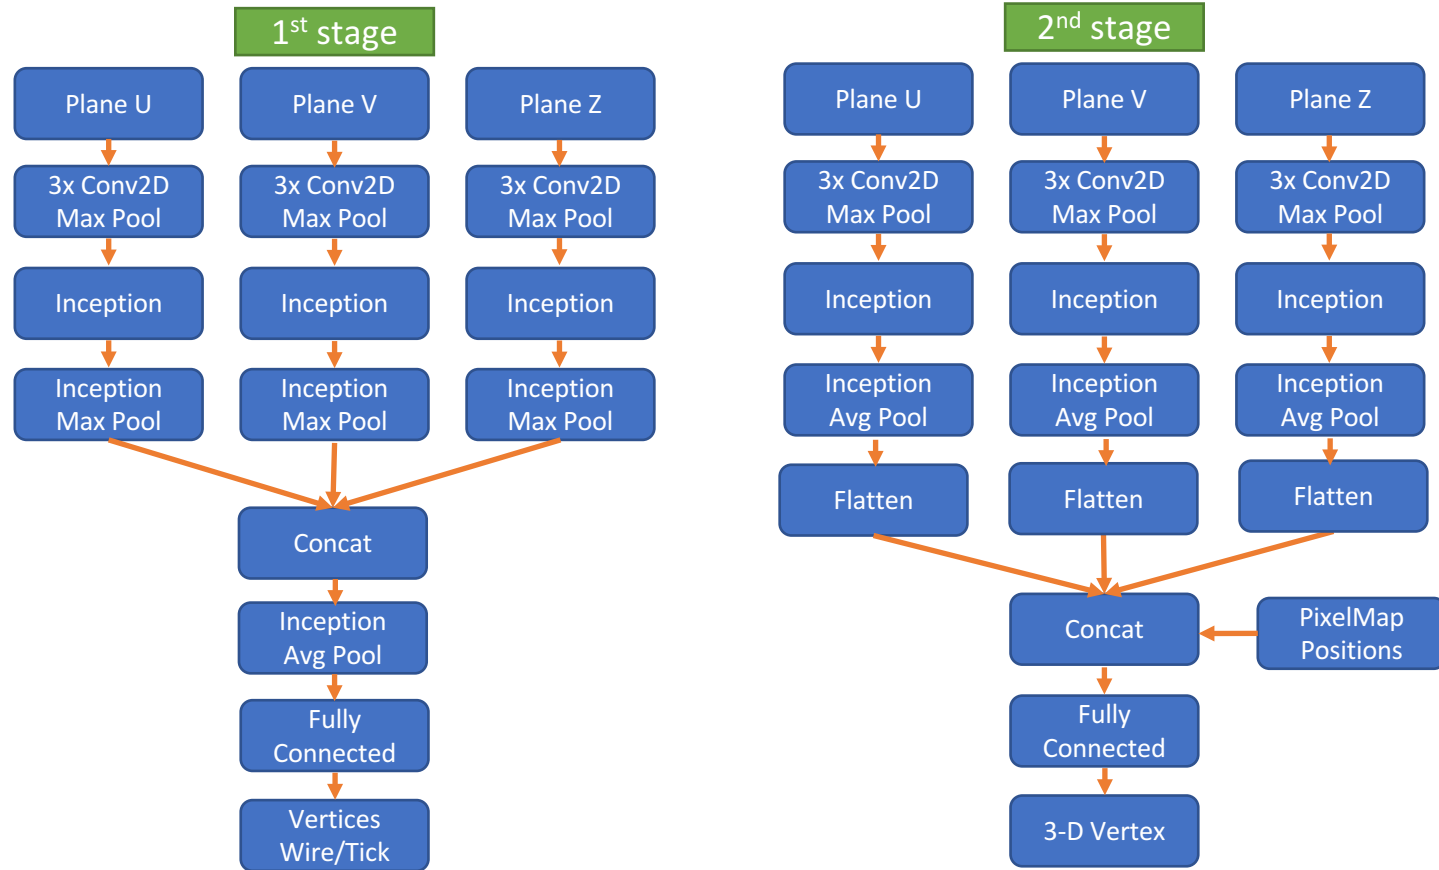 1st stage
Plane U
Plane V
Plane Z
3x Conv2D
Max Pool
3x Conv2D
Max Pool
3x Conv2D
Max Pool
Inception
Inception
Inception
Inception
Max Pool
Inception
Max Pool
Inception
Max Pool
Concat
Inception
Avg Pool
Fully
Connected
Vertices
Wire/Tick
2nd stage
Plane U
Plane V
Plane Z
3x Conv2D
Max Pool
3x Conv2D
Max Pool
3x Conv2D
Max Pool
Inception
Inception
Inception
Inception
Avg Pool
Inception
Avg Pool
Inception
Avg Pool
Flatten
Flatten
Flatten
Concat
PixelMap
Positions
Fully
Connected
3-D Vertex